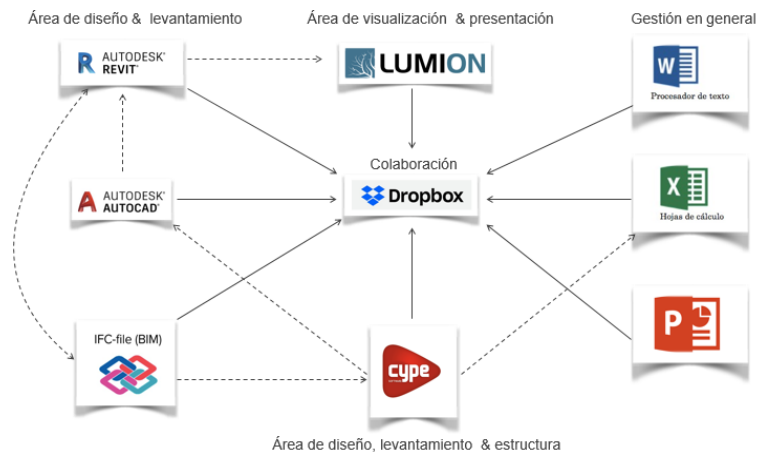 Área de diseño & levantamiento
Área de visualización & presentación
Gestión en general
R AUTODESK®
REVIT®
LUMION
W
Procesador de texto
Colaboración
Dropbox
A AUTODESK®
AUTOCAD®
X
Hojas de cálculo
IFC-file (BIM)
cype
P
Área de diseño, levantamiento & estructura